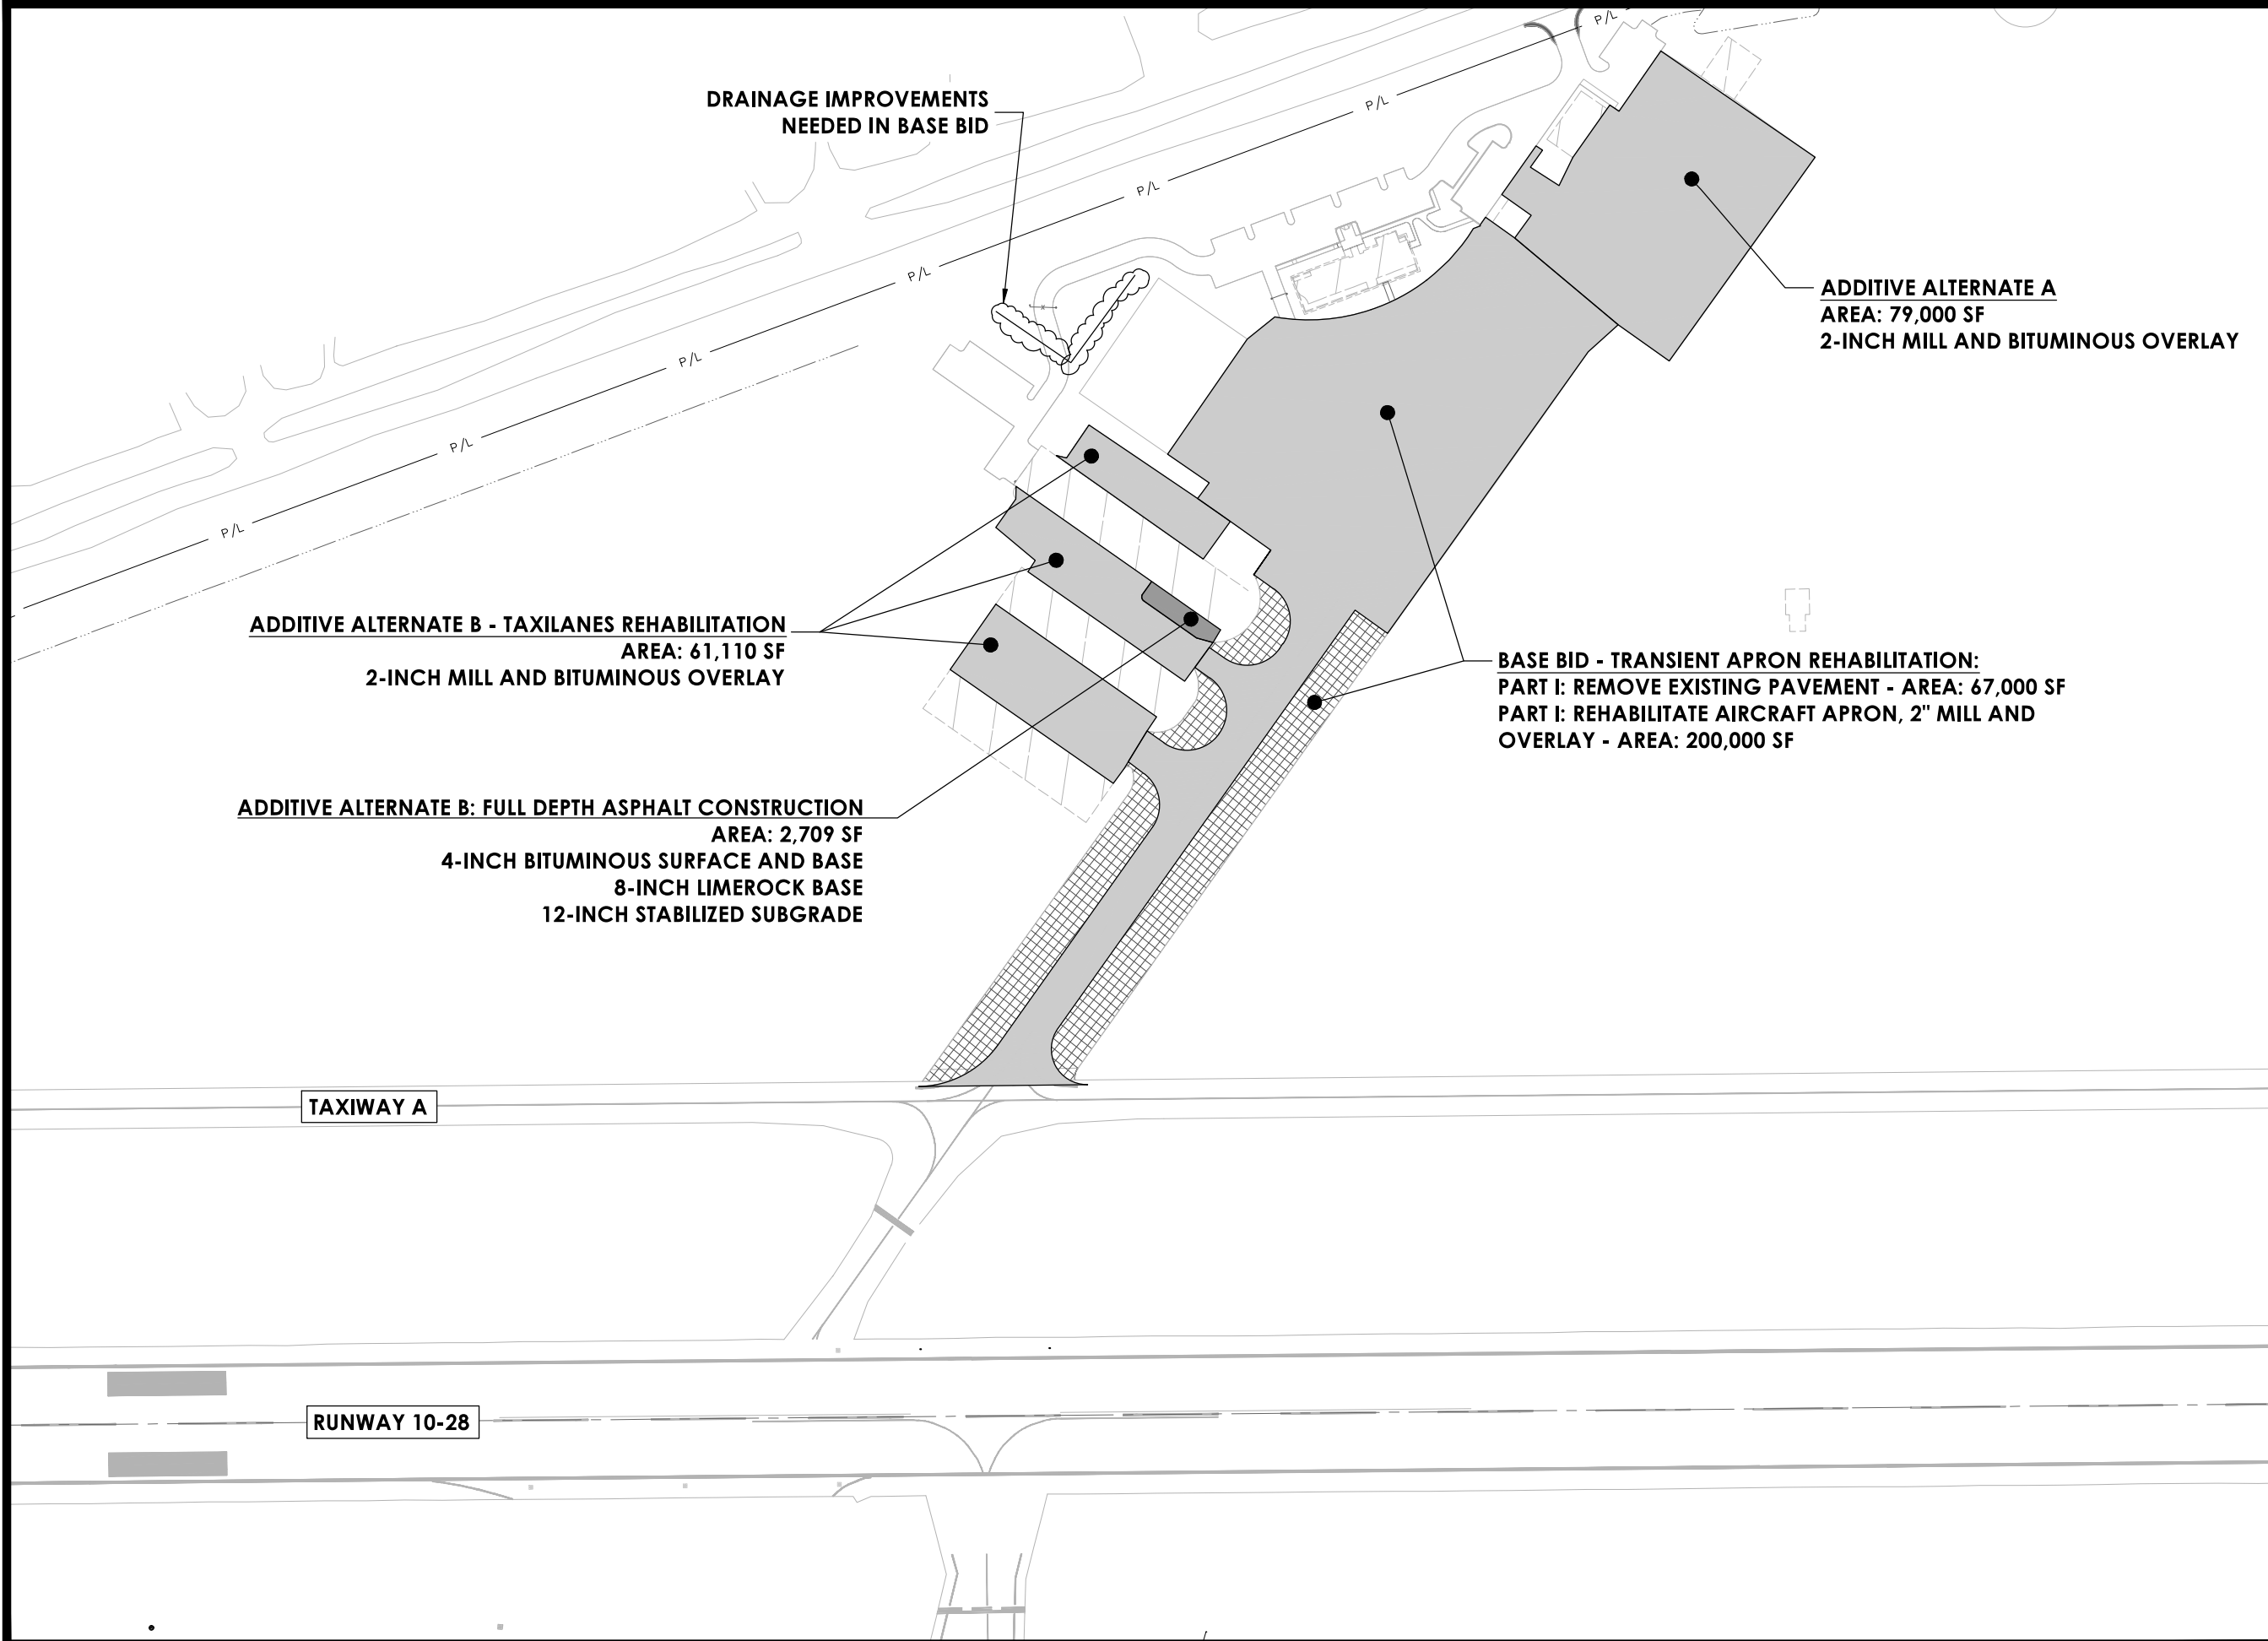 P/L
DRAINAGE IMPROVEMENTS
NEEDED IN BASE BID
P/L
P/L
P/L
ADDITIVE ALTERNATE A
AREA: 79,000 SF
2-INCH MILL AND BITUMINOUS OVERLAY
P/L
P/L
P/L
ADDITIVE ALTERNATE B - TAXILANES REHABILITATION
AREA: 61,110 SF
2-INCH MILL AND BITUMINOUS OVERLAY
BASE BID - TRANSIENT APRON REHABILITATION:
PART I: REMOVE EXISTING PAVEMENT - AREA: 67,000 SF
PART I: REHABILITATE AIRCRAFT APRON, 2" MILL AND
OVERLAY - AREA: 200,000 SF
ADDITIVE ALTERNATE B: FULL DEPTH ASPHALT CONSTRUCTION
AREA: 2,709 SF
4-INCH BITUMINOUS SURFACE AND BASE
8-INCH LIMEROCK BASE
12-INCH STABILIZED SUBGRADE
TAXIWAY A
RUNWAY 10-28